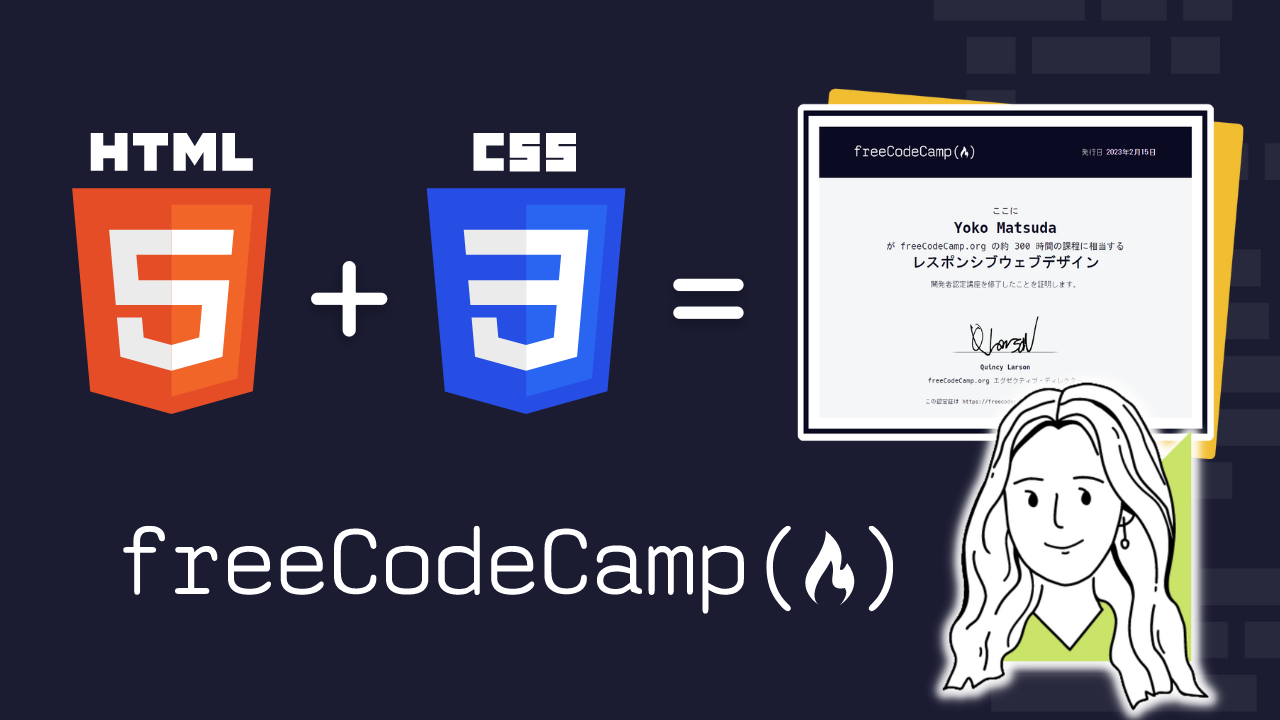 HTML
CSS
freeCodeCamp
発行日 2023年2月15日
ここに
Yoko Matsuda
が freeCodeCamp.org の約 300 時間の課程に相当する
レスポンシブウェブデザイン
開発者認定講座を修了したことを証明します。
Quincy Larson
freeCodeCamp.org エグゼクティブ・ディレクター
この認定証は https://freecode
freeCodeCamp